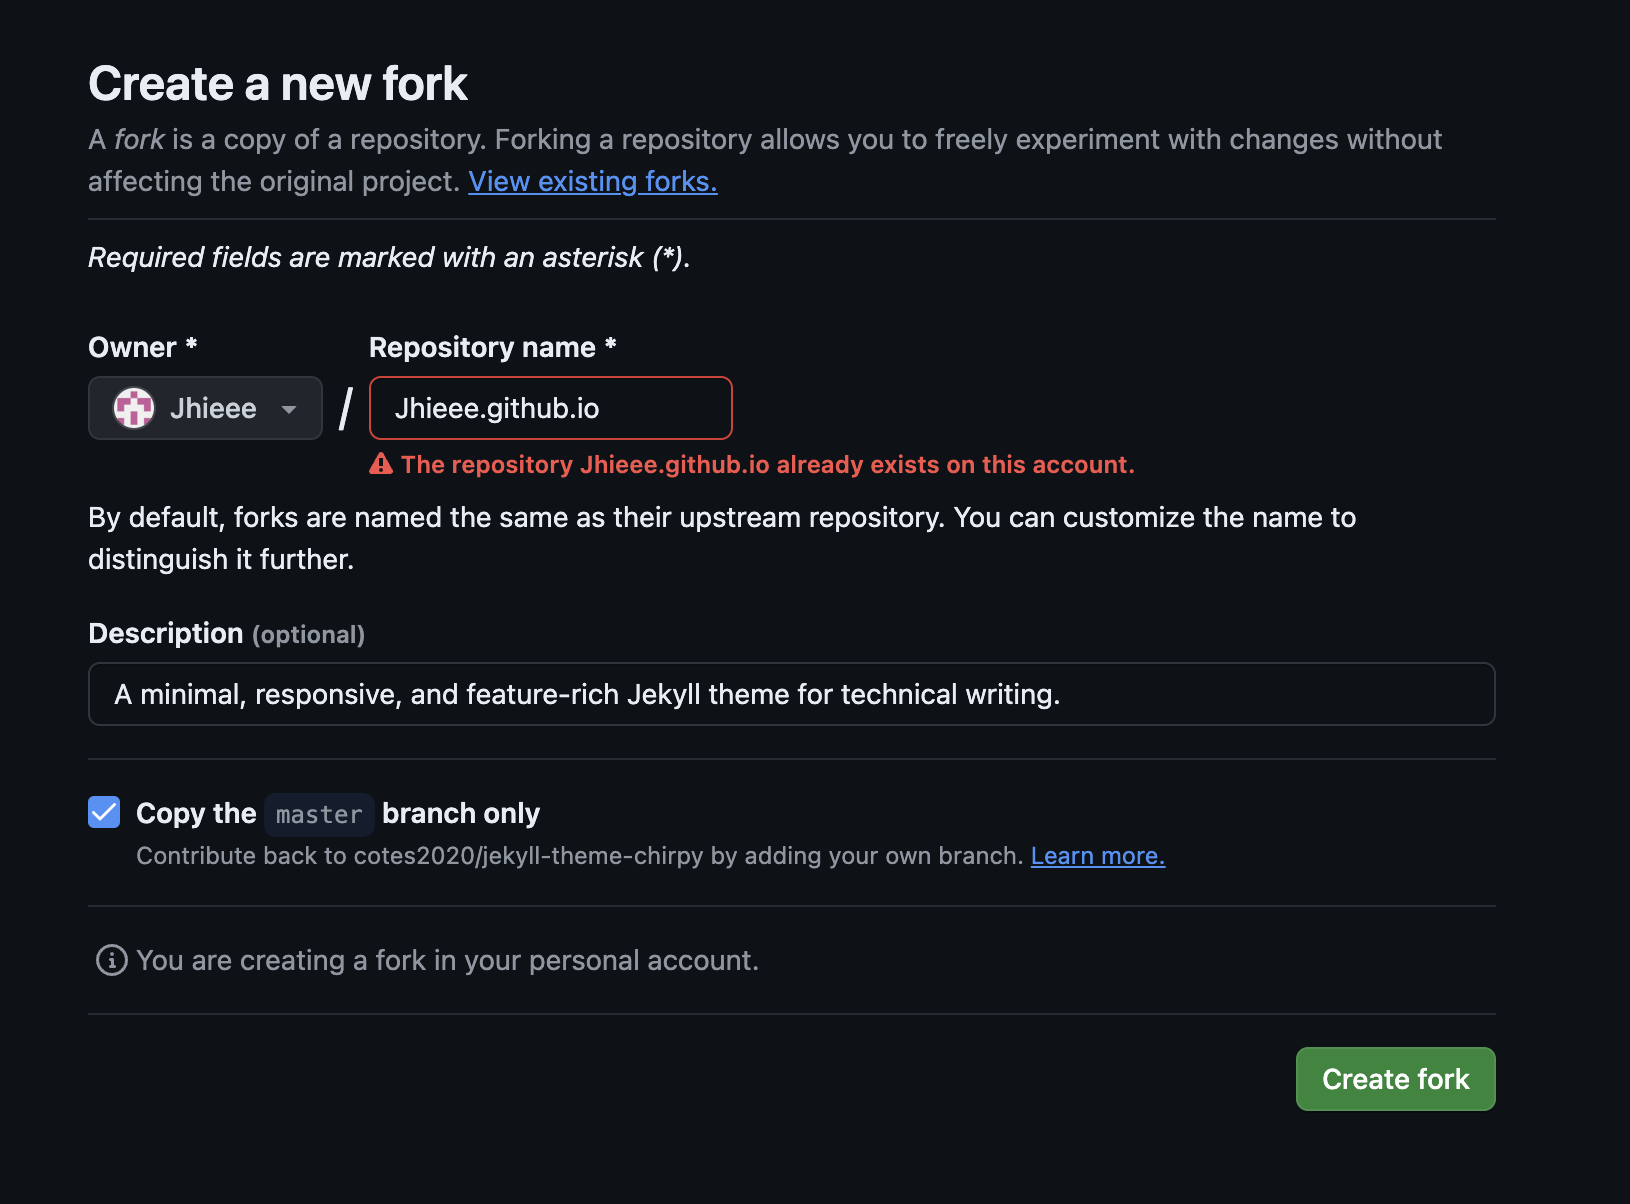 Create a new fork
A fork is a copy of a repository. Forking a repository allows you to freely experiment with changes without
affecting the original project. View existing forks.
Required fields are marked with an asterisk (*).
Owner *
Repository name *
Jhieee
/
Jhieee.github.io
The repository Jhieee.github.io already exists on this account.
By default, forks are named the same as their upstream repository. You can customize the name to
distinguish it further.
Description (optional)
A minimal, responsive, and feature-rich Jekyll theme for technical writing.
Copy the master branch only
Contribute back to cotes2020/jekyll-theme-chirpy by adding your own branch. Learn more.
You are creating a fork in your personal account.
Create fork